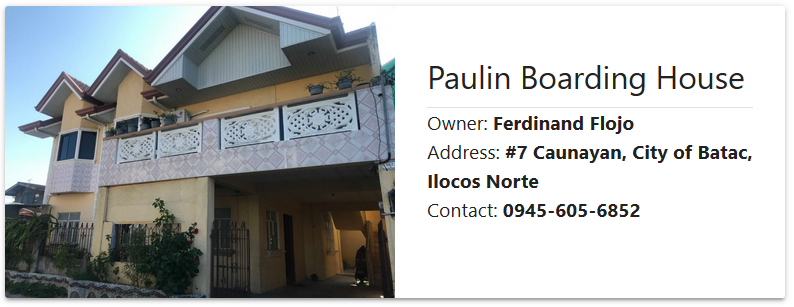 Paulin Boarding House
Owner: Ferdinand Flojo
Address: #7 Caunayan, City of Batac,
Ilocos Norte
Contact: 0945-605-6852